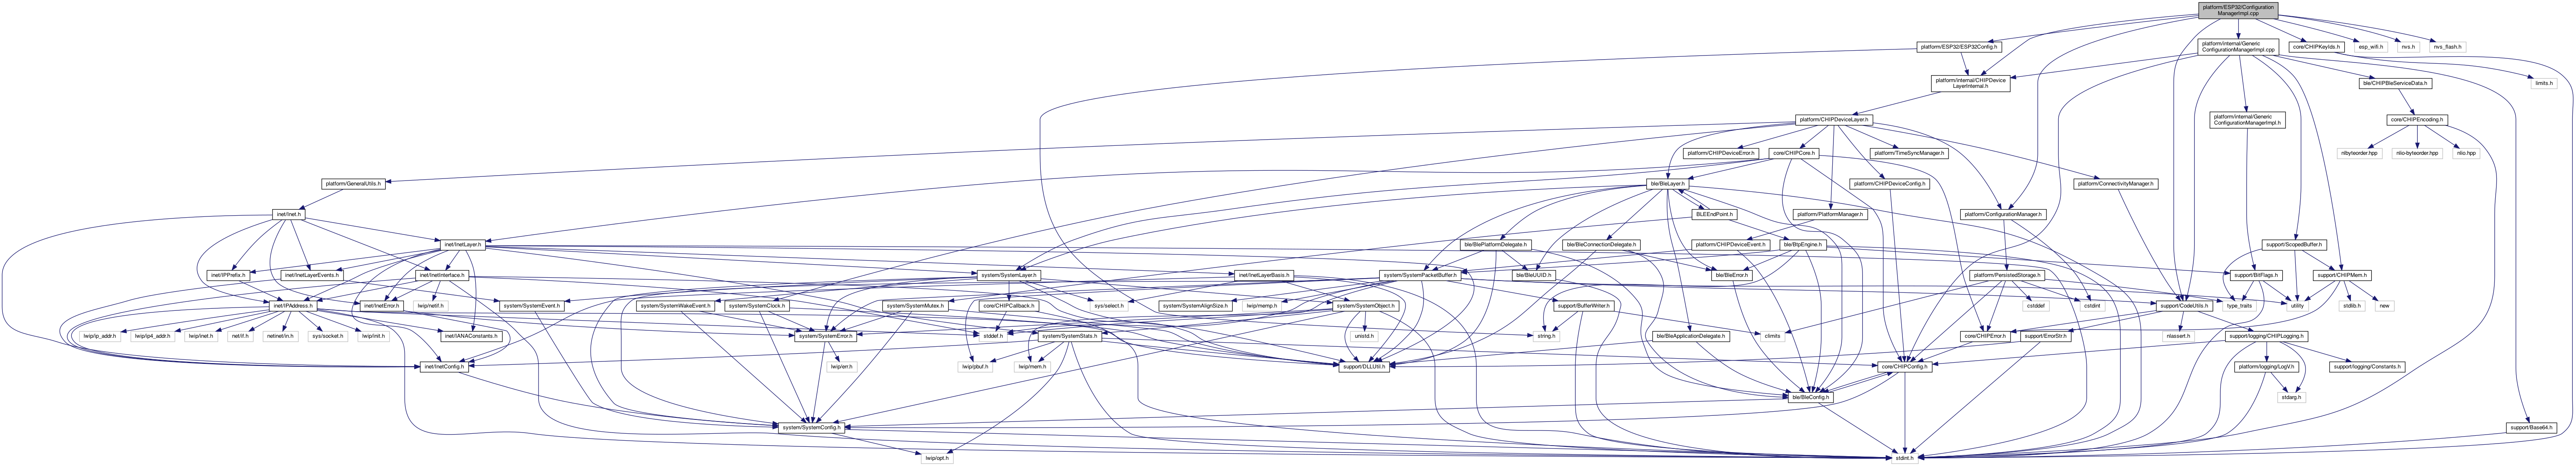 platform/ESP32/Configuration
ManagerImpl.cpp
platform/ESP32/ESP32Config.h
platform/internal/Generic
ConfigurationManagerImpl.cpp
core/CHIPKeyIds.h
esp_wifi.h
nvs.h
nvs_flash.h
platform/internal/CHIPDevice
LayerInternal.h
ble/CHIPBleServiceData.h
limits.h
platform/CHIPDeviceLayer.h
platform/internal/Generic
ConfigurationManagerImpl.h
core/CHIPEncoding.h
platform/CHIPDeviceError.h
core/CHIPCore.h
platform/TimeSyncManager.h
nlbyteorder.hpp
nlio-byteorder.hpp
nlio.hpp
platform/GeneralUtils.h
ble/BleLayer.h
platform/CHIPDeviceConfig.h
platform/ConnectivityManager.h
inet/Inet.h
BLEEndPoint.h
platform/PlatformManager.h
platform/ConfigurationManager.h
inet/InetLayer.h
ble/BlePlatformDelegate.h
ble/BleConnectionDelegate.h
platform/CHIPDeviceEvent.h
ble/BtpEngine.h
support/ScopedBuffer.h
inet/IPPrefix.h
inet/InetLayerEvents.h
inet/InetInterface.h
system/SystemLayer.h
inet/InetLayerBasis.h
system/SystemPacketBuffer.h
ble/BleUUID.h
ble/BleError.h
platform/PersistedStorage.h
support/BitFlags.h
support/CHIPMem.h
inet/IPAddress.h
inet/InetError.h
lwip/netif.h
system/SystemEvent.h
system/SystemWakeEvent.h
system/SystemClock.h
system/SystemMutex.h
core/CHIPCallback.h
sys/select.h
system/SystemAlignSize.h
lwip/memp.h
system/SystemObject.h
support/BufferWriter.h
cstddef
cstdint
support/CodeUtils.h
type_traits
utility
stdlib.h
new
lwip/ip_addr.h
lwip/ip4_addr.h
lwip/inet.h
net/if.h
netinet/in.h
sys/socket.h
lwip/init.h
inet/IANAConstants.h
system/SystemError.h
stddef.h
system/SystemStats.h
unistd.h
string.h
ble/BleApplicationDelegate.h
climits
core/CHIPError.h
support/ErrorStr.h
nlassert.h
support/logging/CHIPLogging.h
inet/InetConfig.h
lwip/err.h
lwip/pbuf.h
lwip/mem.h
support/DLLUtil.h
core/CHIPConfig.h
platform/logging/LogV.h
support/logging/Constants.h
ble/BleConfig.h
stdarg.h
system/SystemConfig.h
support/Base64.h
lwip/opt.h
stdint.h